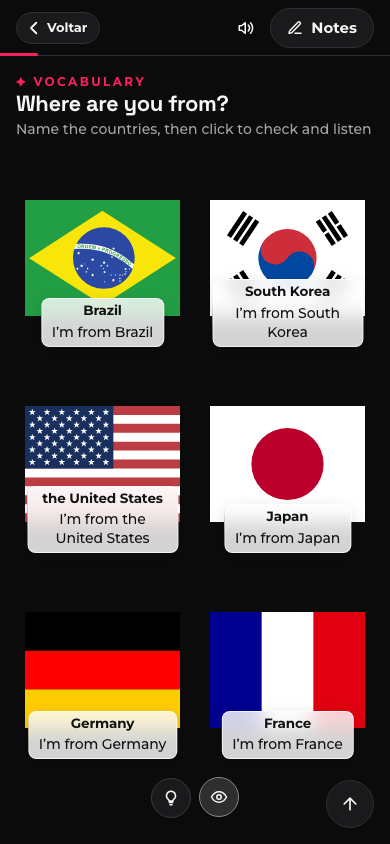 Voltar
Notes
VOCABULARY
Where are you from?
Name the countries, then click to check and listen
ORDEM E PROGRESSO
Brazil
I’m from Brazil
South Korea
I’m from South
Korea
the United States
I’m from the
United States
Japan
I’m from Japan
Germany
I’m from Germany
France
I’m from France